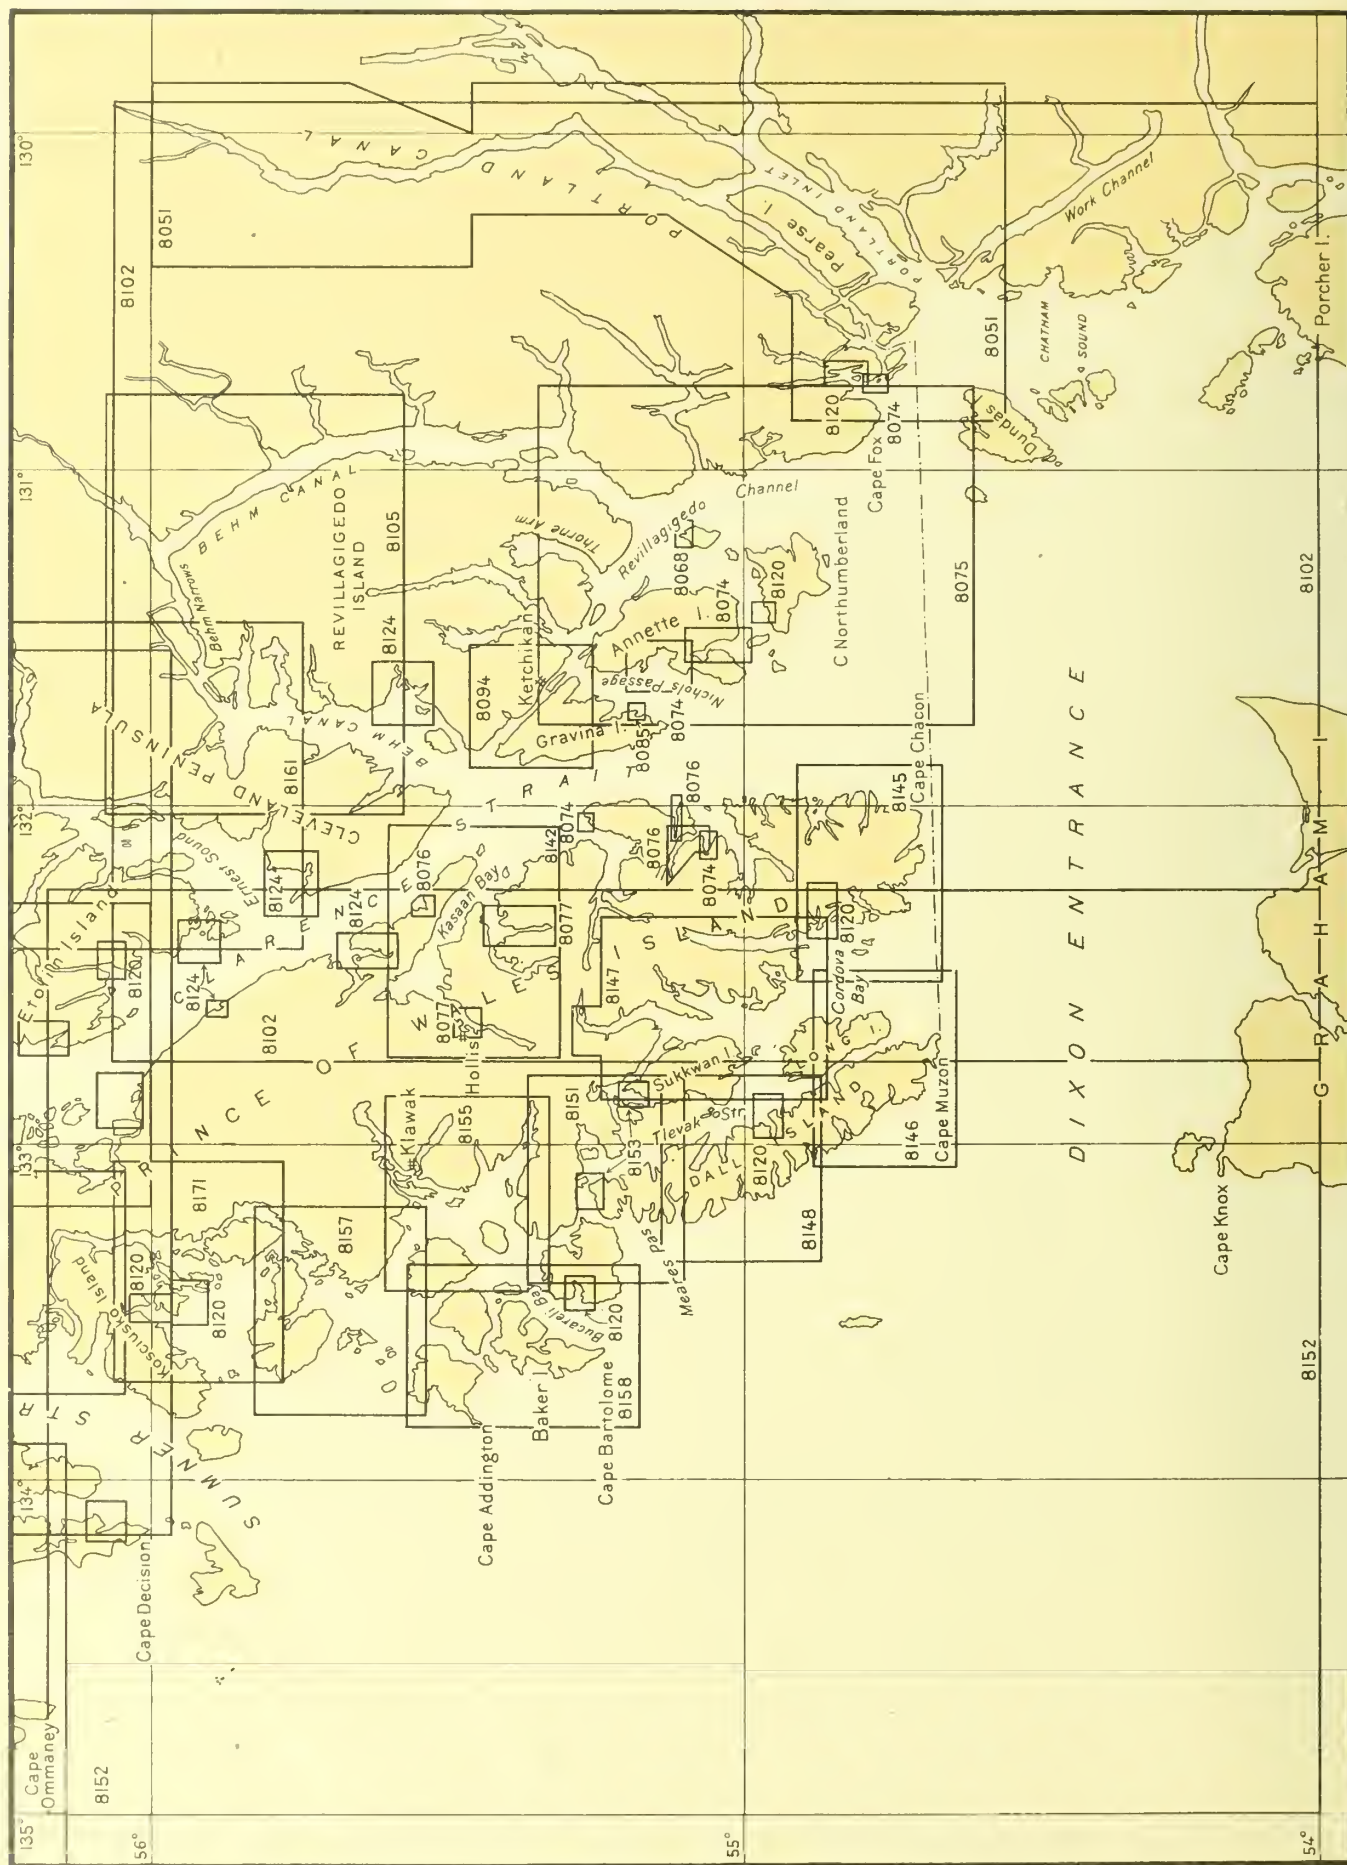 135°
134°
133°
132°
131°
130°
56°
55°
54°
Cape
Ommaney
8152
Cape Decision
SUMNER STR
Kosciusko Island
8120
8120
8171
8157
Cape Addington
Baker I
Cape Bartolome
8158
Bucareli Bay
8120
Meares pas
8148
8155
Klawak
8151
8153
Tlevak Str
Sukkwan I
DALL
ISLAND
8120
LONG
8146
Cape Muzon
PRINCE OF WALES ISLAND
Etolin Island
8120
8124
8102
CLARENCE STRAIT
Ernest Sound
8124
8124
8076
Kasaan Bay
8077
Hollis
8077
8142
8147
8074
8076
8076
8074
8120
Cordova
Bay
8145
Cape Chacon
CLEVELAND PENINSULA
8161
BEHM CANAL
Behm Narrows
BEHM CANAL
REVILLAGIGEDO
ISLAND
8124
8105
8094
Ketchikan
Gravina I.
8085
8074
Nichols Passage
Annette I.
8074
8068
8120
Thorne Arm
Revillagigedo
Channel
C Northumberland
8075
Cape Fox
8120
8074
8102
8051
PORTLAND CANAL
Pearse I.
PORTLAND INLET
Work Channel
8051
CHATHAM
SOUND
Dundas
Porcher I.
8102
DIXON ENTRANCE
GRAHAM I
Cape Knox
8152